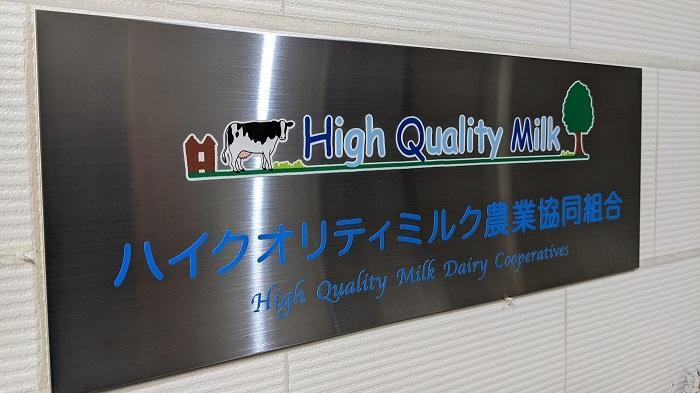 High Quality Milk
ハイクオリティミルク農業協同組合
High Quality Milk Dairy Cooperatives